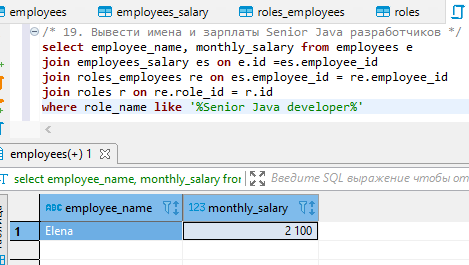 employees
employees_salary
roles_employees
roles
/* 19. Вывести имена и зарплаты Senior Java разработчиков */
select employee_name, monthly_salary from employees e
join employees_salary es on e.id =es.employee_id
join roles_employees re on es.employee_id = re.employee_id
join roles r on re.role_id = r.id
where role_name like '%Senior Java developer%'
employees(+) 1
select employee_name, monthly_salary from
Введите SQL выражение чтобы от
ABC employee_name
123 monthly_salary
1 Elena 2 100